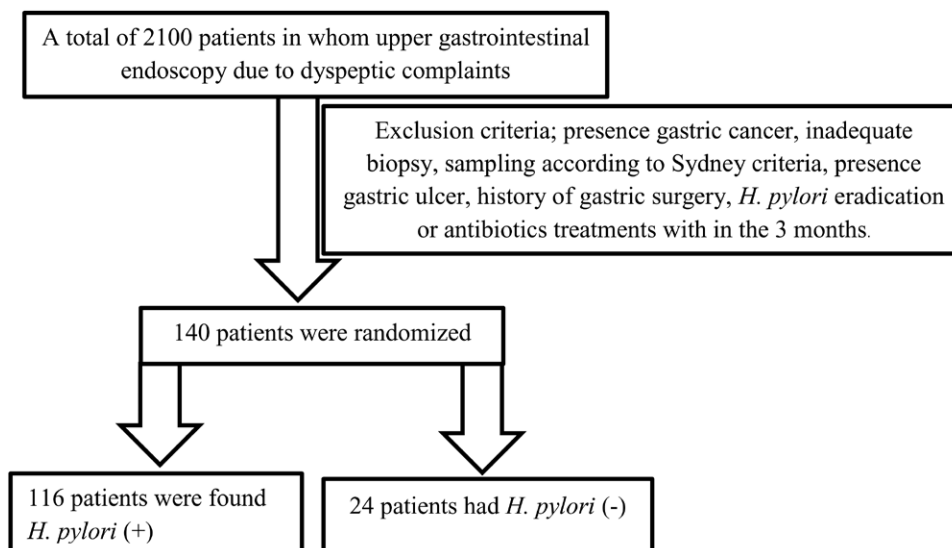 A total of 2100 patients in whom upper gastrointestinal
endoscopy due to dyspeptic complaints
Exclusion criteria; presence gastric cancer, inadequate
biopsy, sampling according to Sydney criteria, presence
gastric ulcer, history of gastric surgery, H. pylori eradication
or antibiotics treatments with in the 3 months.
140 patients were randomized
116 patients were found
H. pylori (+)
24 patients had H. pylori (-)